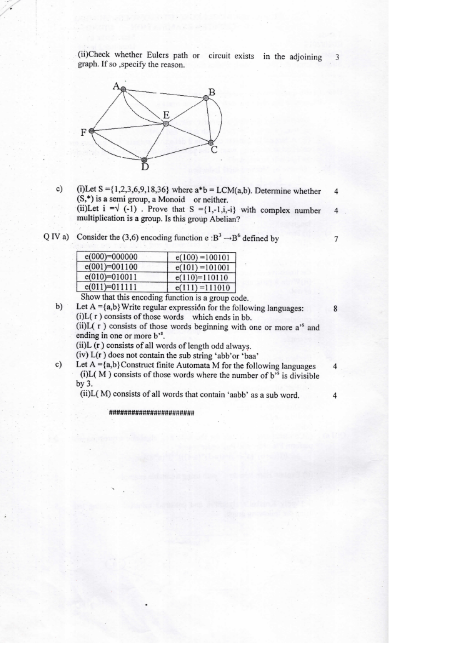 (ii)Check whether Eulers path or circuit exists in the adjoining 3
graph. If so ,specify the reason.
A
B
E
F
C
D
c) (i)Let S ={1,2,3,6,9,18,36} where a*b = LCM(a,b). Determine whether 4
(S,*) is a semi group, a Monoid or neither.
(ii)Let i =√ (-1) . Prove that S ={1,-1,i,-i} with complex number 4
multiplication is a group. Is this group Abelian?
Q IV a) Consider the (3,6) encoding function e :B³ →B⁶ defined by 7
e(000)=000000 e(100) =100101
e(001)=001100 e(101) =101001
e(010)=010011 e(110)=110110
e(011)=011111 e(111) =111010
Show that this encoding function is a group code.
b) Let A ={a,b} Write regular expression for the following languages: 8
(i)L( r ) consists of those words which ends in bb.
(ii)L( r ) consists of those words beginning with one or more a'ˢ and
ending in one or more b'ˢ.
(ii)L (r ) consists of all words of length odd always.
(iv) L(r ) does not contain the sub string 'abb'or 'baa'
c) Let A ={a,b} Construct finite Automata M for the following languages 4
(i)L( M ) consists of those words where the number of b'ˢ is divisible
by 3.
(ii)L( M) consists of all words that contain 'aabb' as a sub word. 4
#######################